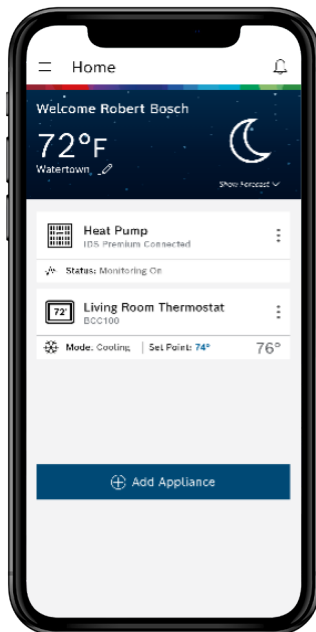 Home
Welcome Robert Bosch
72°F
Watertown
Show Forecast
Heat Pump
IDS Premium Connected
Status: Monitoring On
72°
Living Room Thermostat
BCC100
Mode: Cooling | Set Point: 74° 76°
Add Appliance